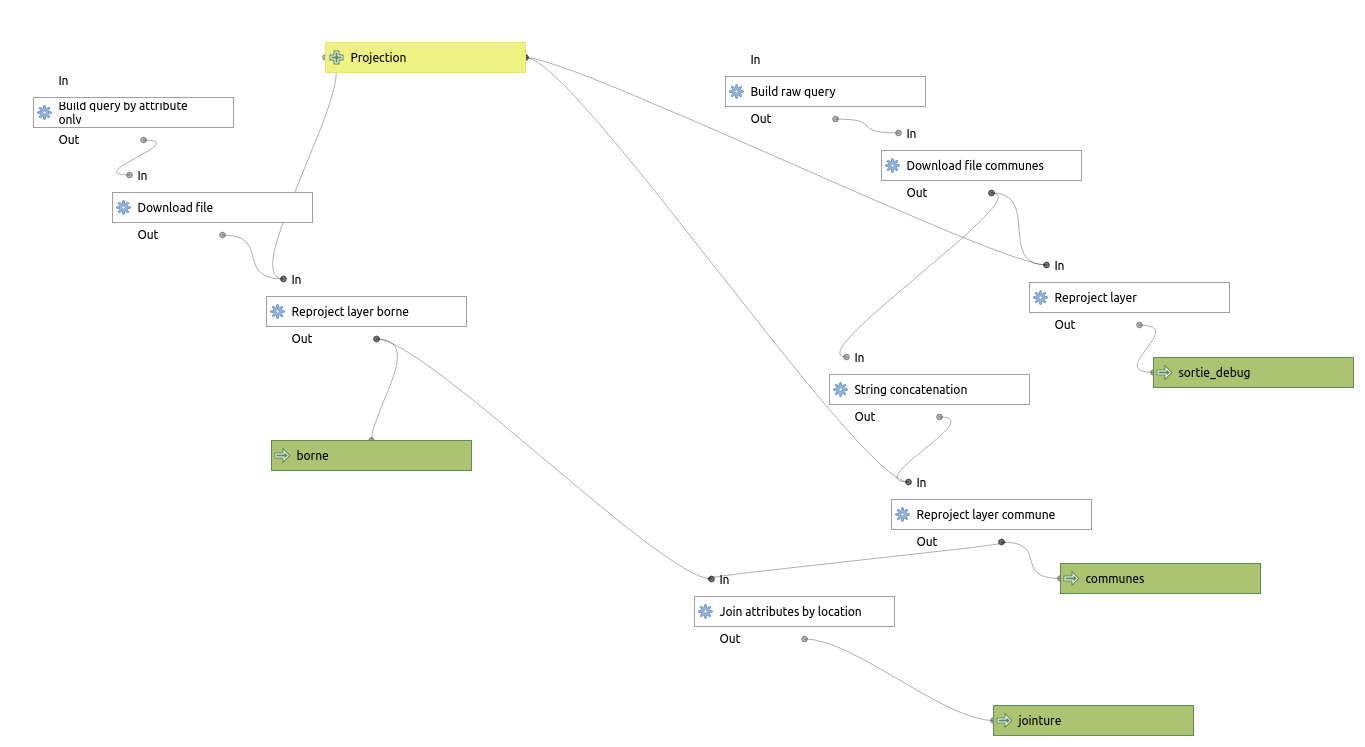 Projection
In
Build query by attribute
only
Out
In
Download file
Out
In
Reproject layer borne
Out
borne
In
Build raw query
Out
In
Download file communes
Out
In
Reproject layer
Out
sortie_debug
In
String concatenation
Out
In
Reproject layer commune
Out
communes
In
Join attributes by location
Out
jointure